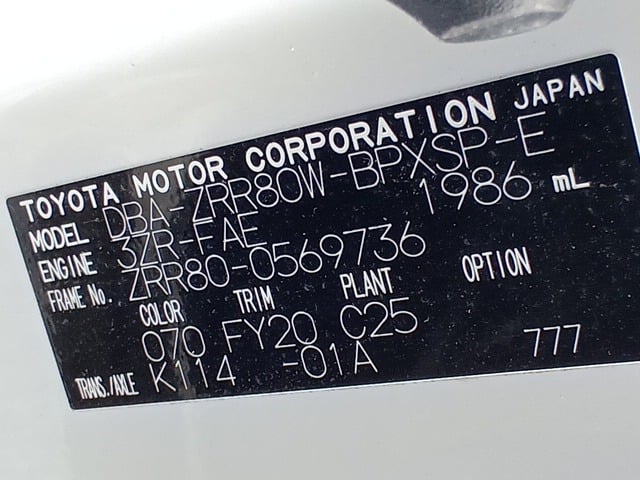 TOYOTA MOTOR CORPORATION JAPAN
MODEL DBA-ZRR80W-BPXSP-E
ENGINE 3ZR-FAE 1986 mL
FRAME No. ZRR80-0569736
COLOR TRIM PLANT OPTION
070 FY20 C25
TRANS./AXLE K114 -01A 777